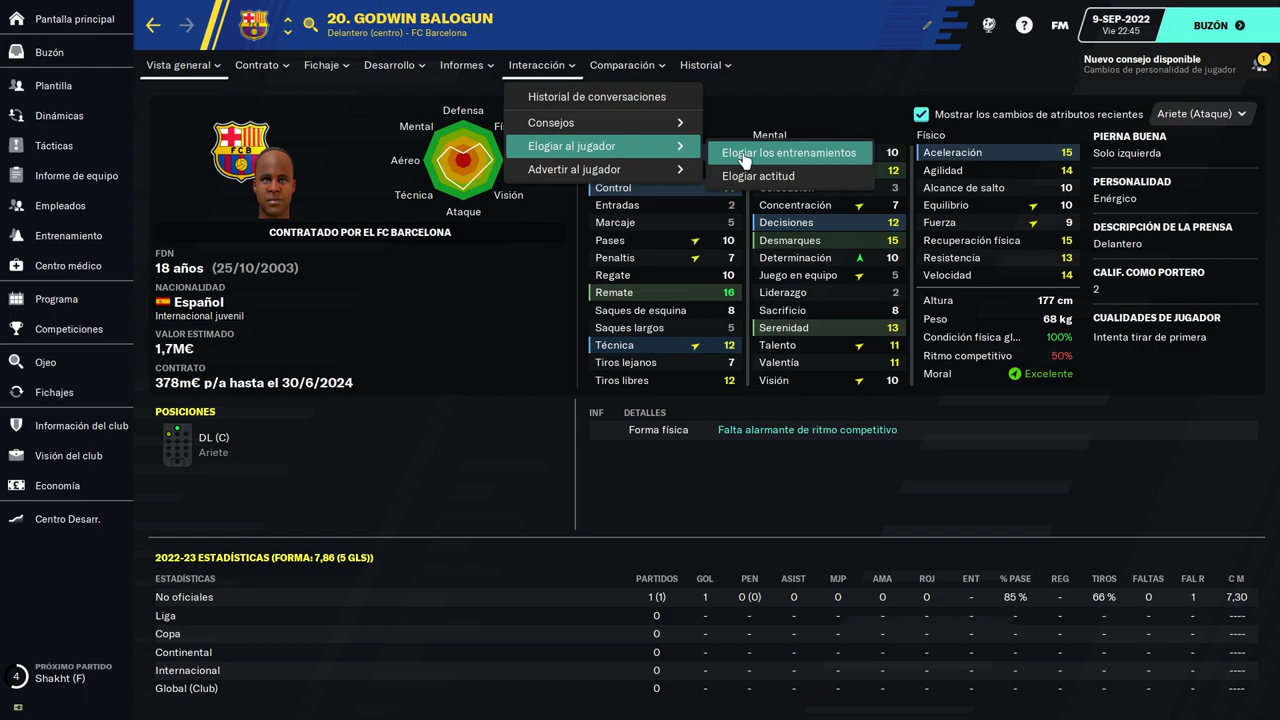 Pantalla principal
Buzón
Plantilla
Dinámicas
Tácticas
Informe de equipo
Empleados
Entrenamiento
Centro médico
Programa
Competiciones
Ojeo
Fichajes
Información del club
Visión del club
Economía
Centro Desarr.
4
PRÓXIMO PARTIDO
Shakht (F)
20. GODWIN BALOGUN
Delantero (centro) - FC Barcelona
FM
9-SEP-2022
Vie 22:45
BUZÓN
Vista general
Contrato
Fichaje
Desarrollo
Informes
Interacción
Comparación
Historial
Nuevo consejo disponible
Cambios de personalidad de jugador
1
Historial de conversaciones
Consejos
Elogiar al jugador
Advertir al jugador
Elogiar los entrenamientos
Elogiar actitud
Mostrar los cambios de atributos recientes
Ariete (Ataque)
FCB
Defensa
Mental
Aéreo
Técnica
Visión
Ataque
CONTRATADO POR EL FC BARCELONA
FDN
18 años (25/10/2003)
NACIONALIDAD
Español
Internacional juvenil
VALOR ESTIMADO
1,7M€
CONTRATO
378m€ p/a hasta el 30/6/2024
Control
Entradas 2
Marcaje 5
Pases 10
Penaltis 7
Regate 10
Remate 16
Saques de esquina 8
Saques largos 5
Técnica 12
Tiros lejanos 7
Tiros libres 12
Mental
10
12
3
Concentración 7
Decisiones 12
Desmarques 15
Determinación 10
Juego en equipo 5
Liderazgo 2
Sacrificio 8
Serenidad 13
Talento 11
Valentía 11
Visión 10
Físico
Aceleración 15
Agilidad 14
Alcance de salto 10
Equilibrio 10
Fuerza 9
Recuperación física 15
Resistencia 13
Velocidad 14
Altura 177 cm
Peso 68 kg
Condición física gl... 100%
Ritmo competitivo 50%
Moral Excelente
PIERNA BUENA
Solo izquierda
PERSONALIDAD
Enérgico
DESCRIPCIÓN DE LA PRENSA
Delantero
CALIF. COMO PORTERO
2
CUALIDADES DE JUGADOR
Intenta tirar de primera
POSICIONES
DL (C)
Ariete
INF DETALLES
Forma física Falta alarmante de ritmo competitivo
2022-23 ESTADÍSTICAS (FORMA: 7,86 (5 GLS))
ESTADÍSTICAS PARTIDOS GOL PEN ASIST MJP AMA ROJ ENT % PASE REG TIROS FALTAS FAL R C M
No oficiales 1 (1) 1 0 (0) 0 0 0 0 - 85 % - 66 % 0 1 7,30
Liga 0 - - - - - - - - - - - - ----
Copa 0 - - - - - - - - - - - - ----
Continental 0 - - - - - - - - - - - - ----
Internacional 0 - - - - - - - - - - - - ----
Global (Club) 0 - - - - - - - - - - - - ----